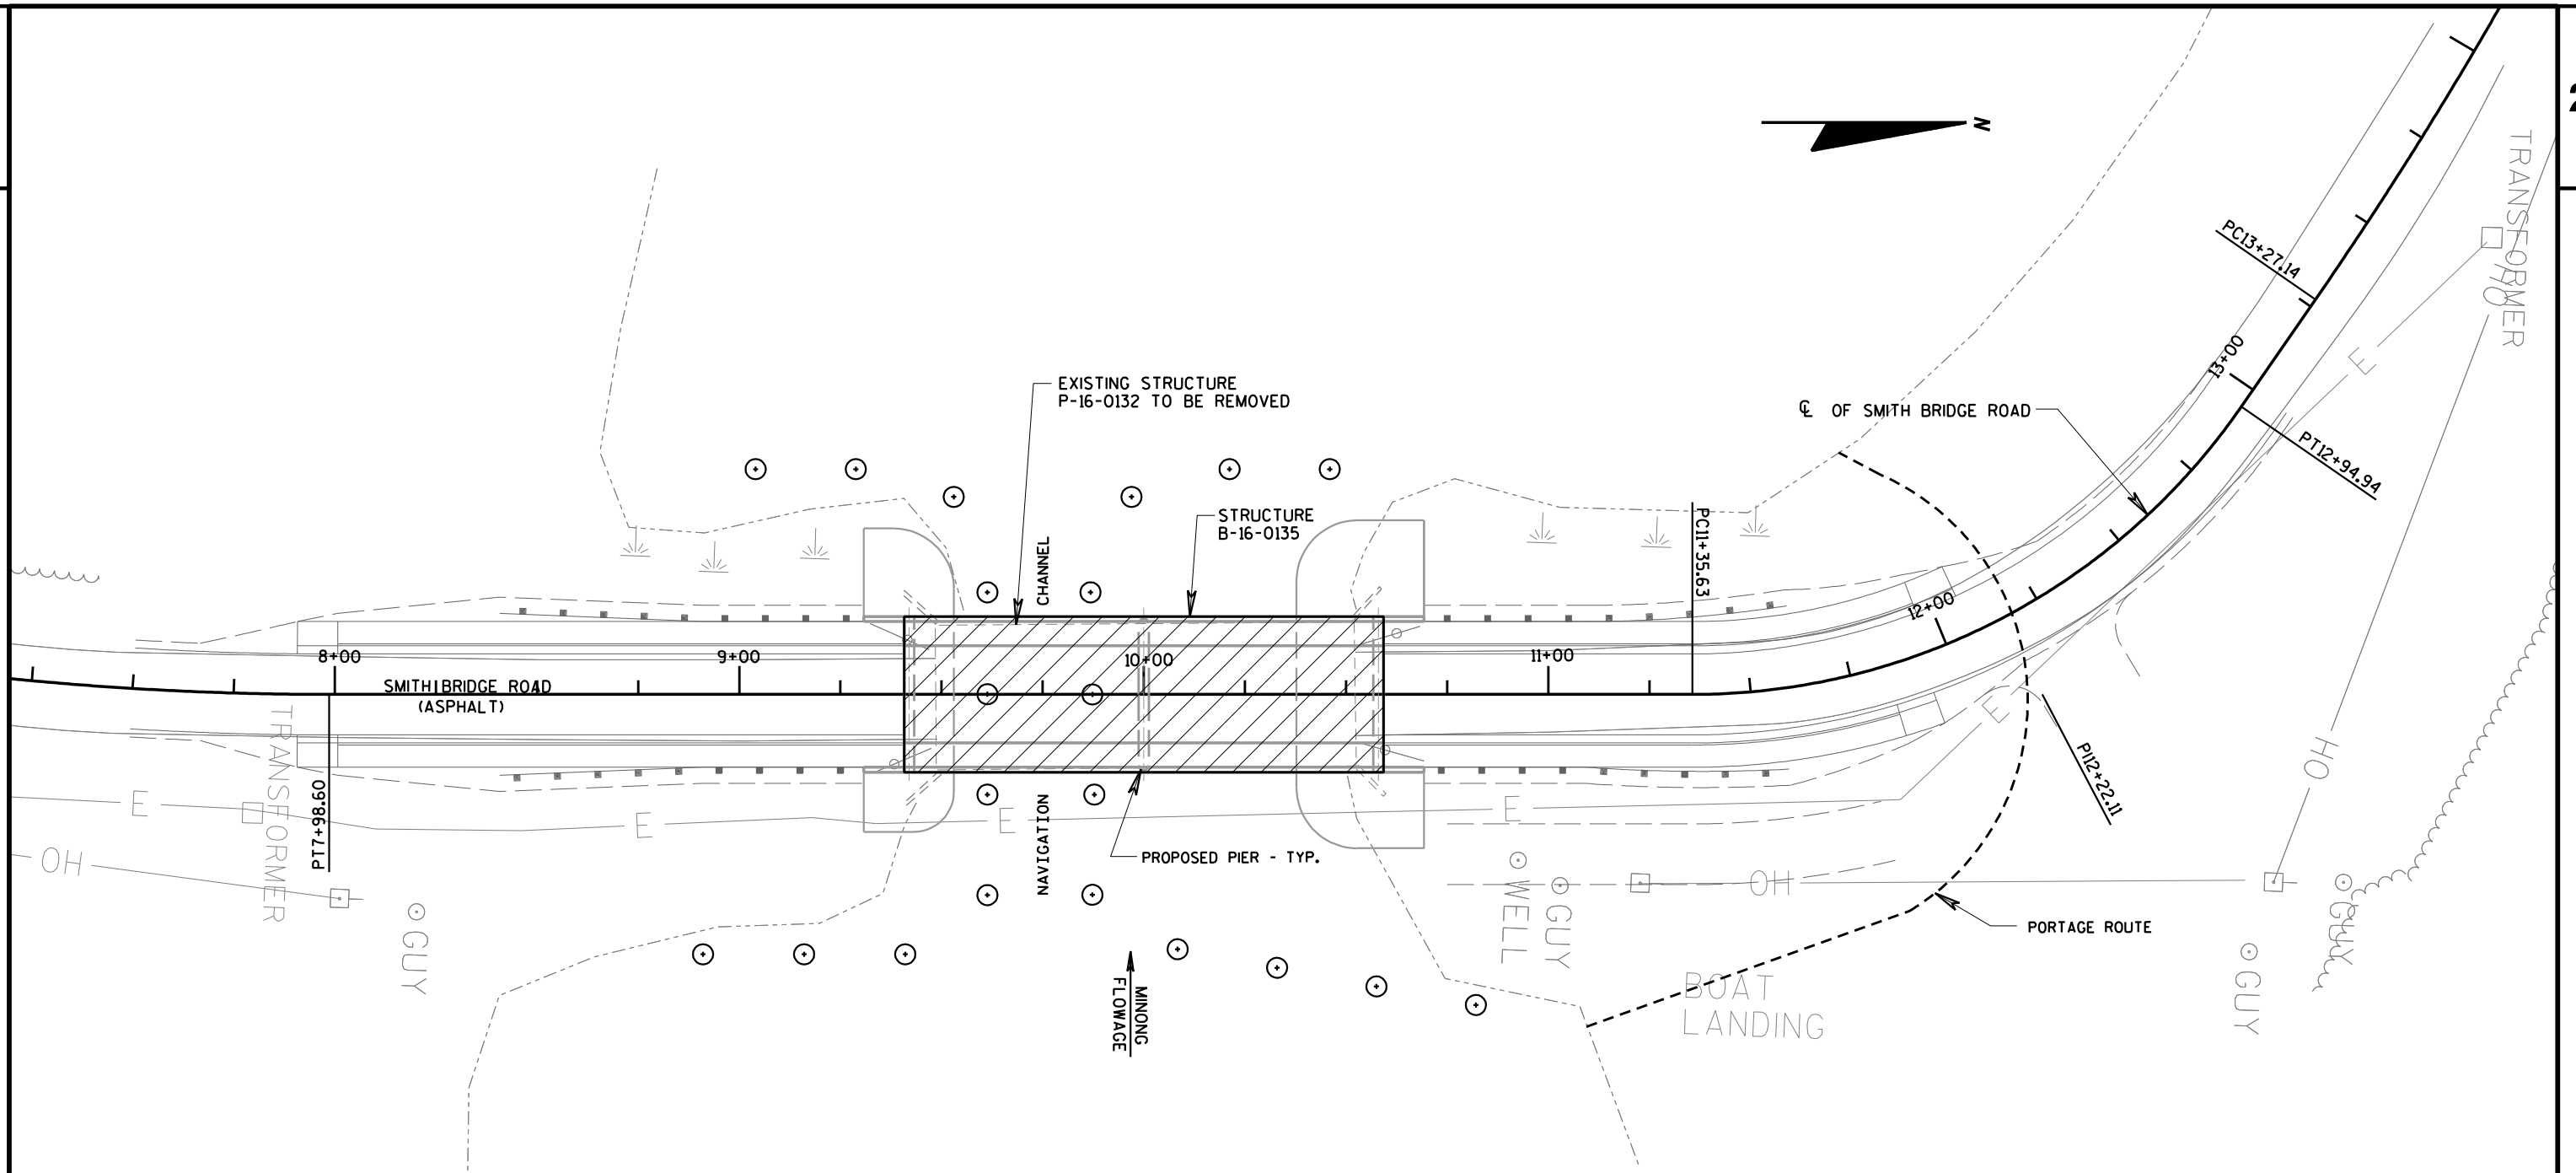 2
N
TRANSFORMER
OH
E
PC13+27.14
13+00
PT12+94.94
EXISTING STRUCTURE
P-16-0132 TO BE REMOVED
℄ OF SMITH BRIDGE ROAD
STRUCTURE
B-16-0135
CHANNEL
PC11+35.63
12+00
8+00
9+00
10+00
11+00
SMITH BRIDGE ROAD
(ASPHALT)
TRANSFORMER
PT7+98.60
E
E
E
E
E
NAVIGATION
PROPOSED PIER - TYP.
PI12+22.11
OH
OH
OH
WELL
GUY
GUY
GUY
GUY
PORTAGE ROUTE
BOAT
LANDING
MINONG
FLOWAGE